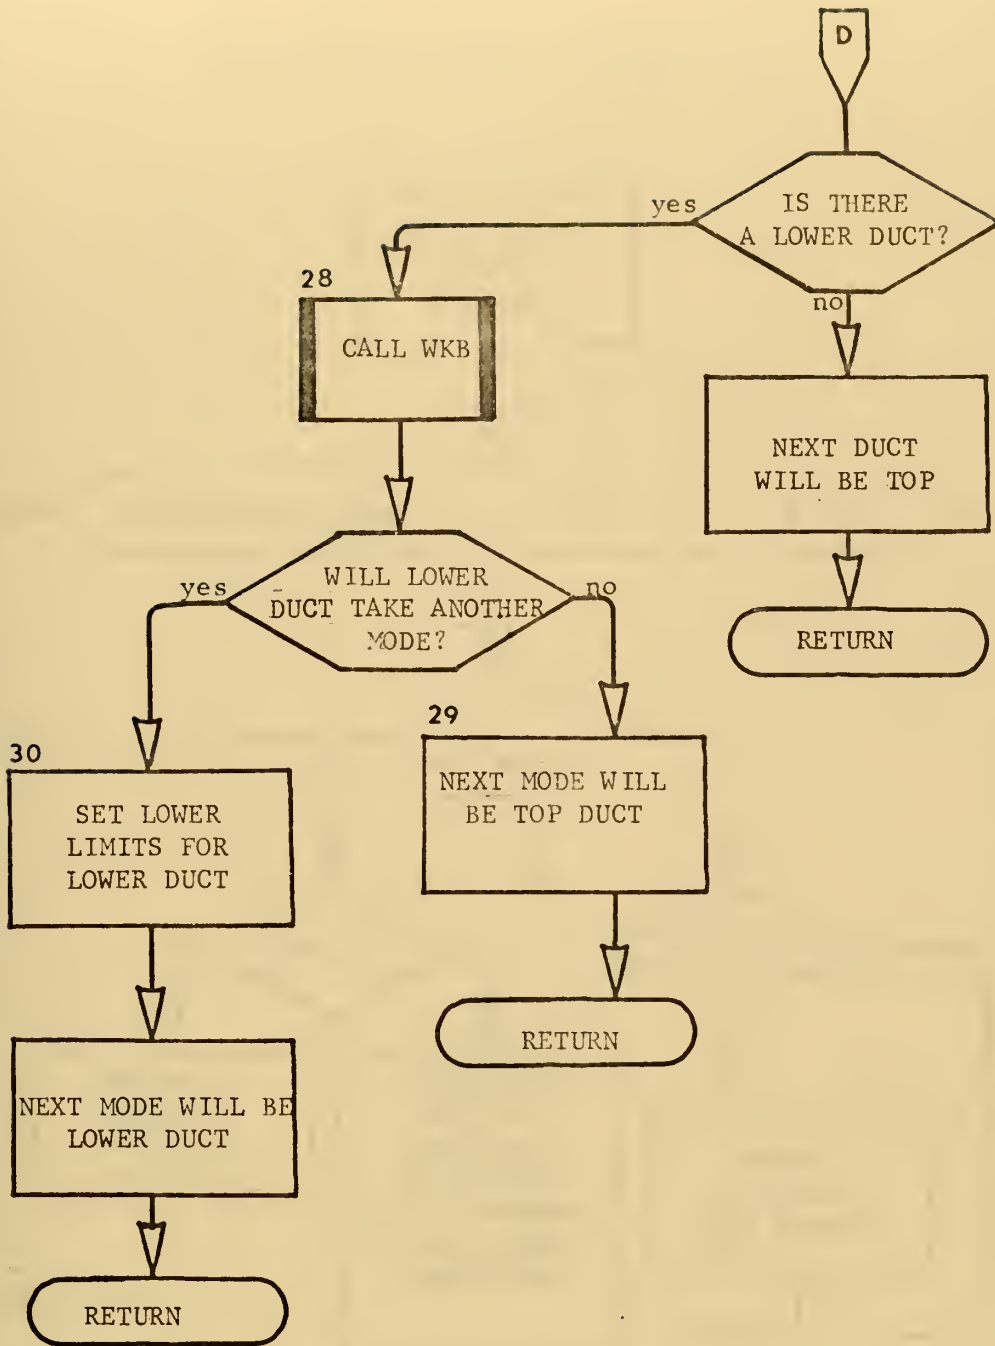 D
IS THERE
A LOWER DUCT?
yes
no
28
CALL WKB
NEXT DUCT
WILL BE TOP
RETURN
WILL LOWER
DUCT TAKE ANOTHER
MODE?
yes
no
29
NEXT MODE WILL
BE TOP DUCT
RETURN
30
SET LOWER
LIMITS FOR
LOWER DUCT
NEXT MODE WILL BE
LOWER DUCT
RETURN